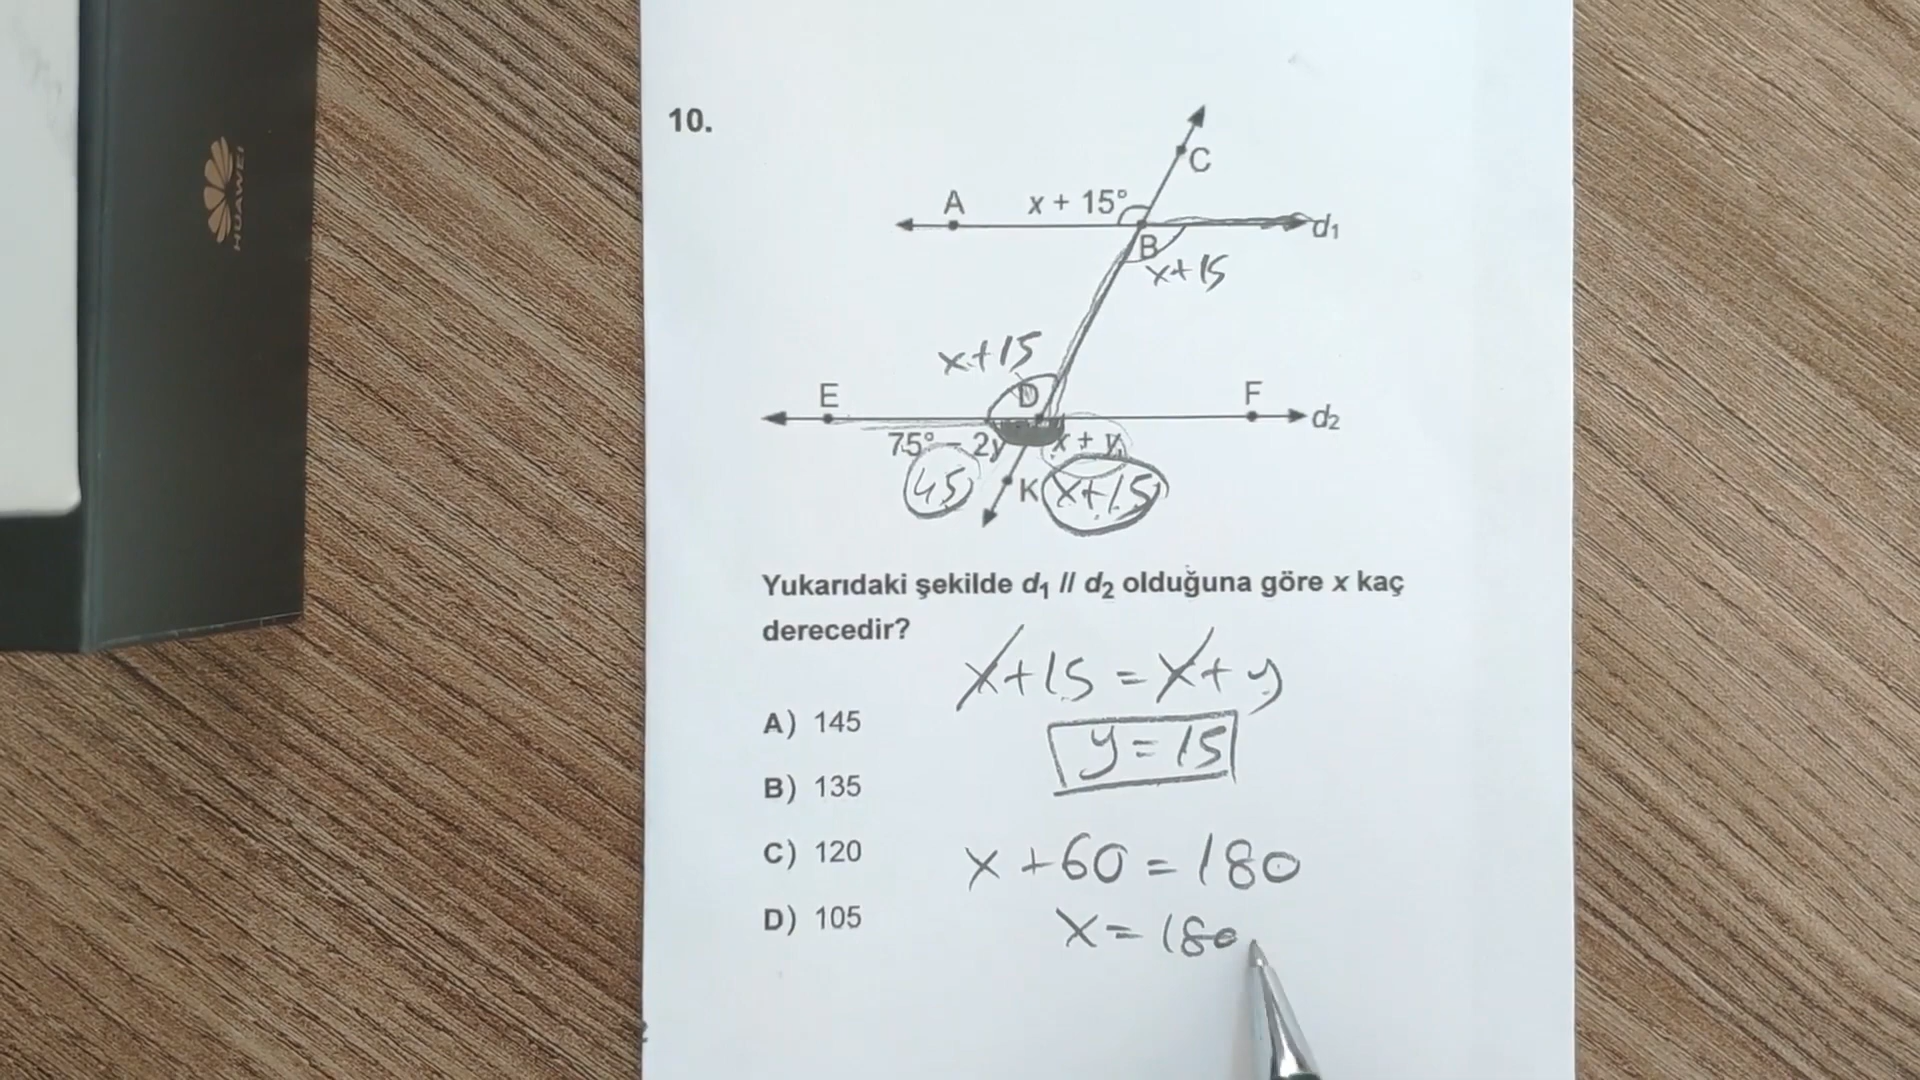 HUAWEI
10.
C
A
x + 15°
d₁
B
x+15
x+15
D
E
F
d₂
75° – 2y
x + y
45
K
x+15
Yukarıdaki şekilde d₁ // d₂ olduğuna göre x kaç
derecedir?
x+15 = x+y
y = 15
A) 145
B) 135
C) 120
D) 105
x + 60 = 180
x = 180